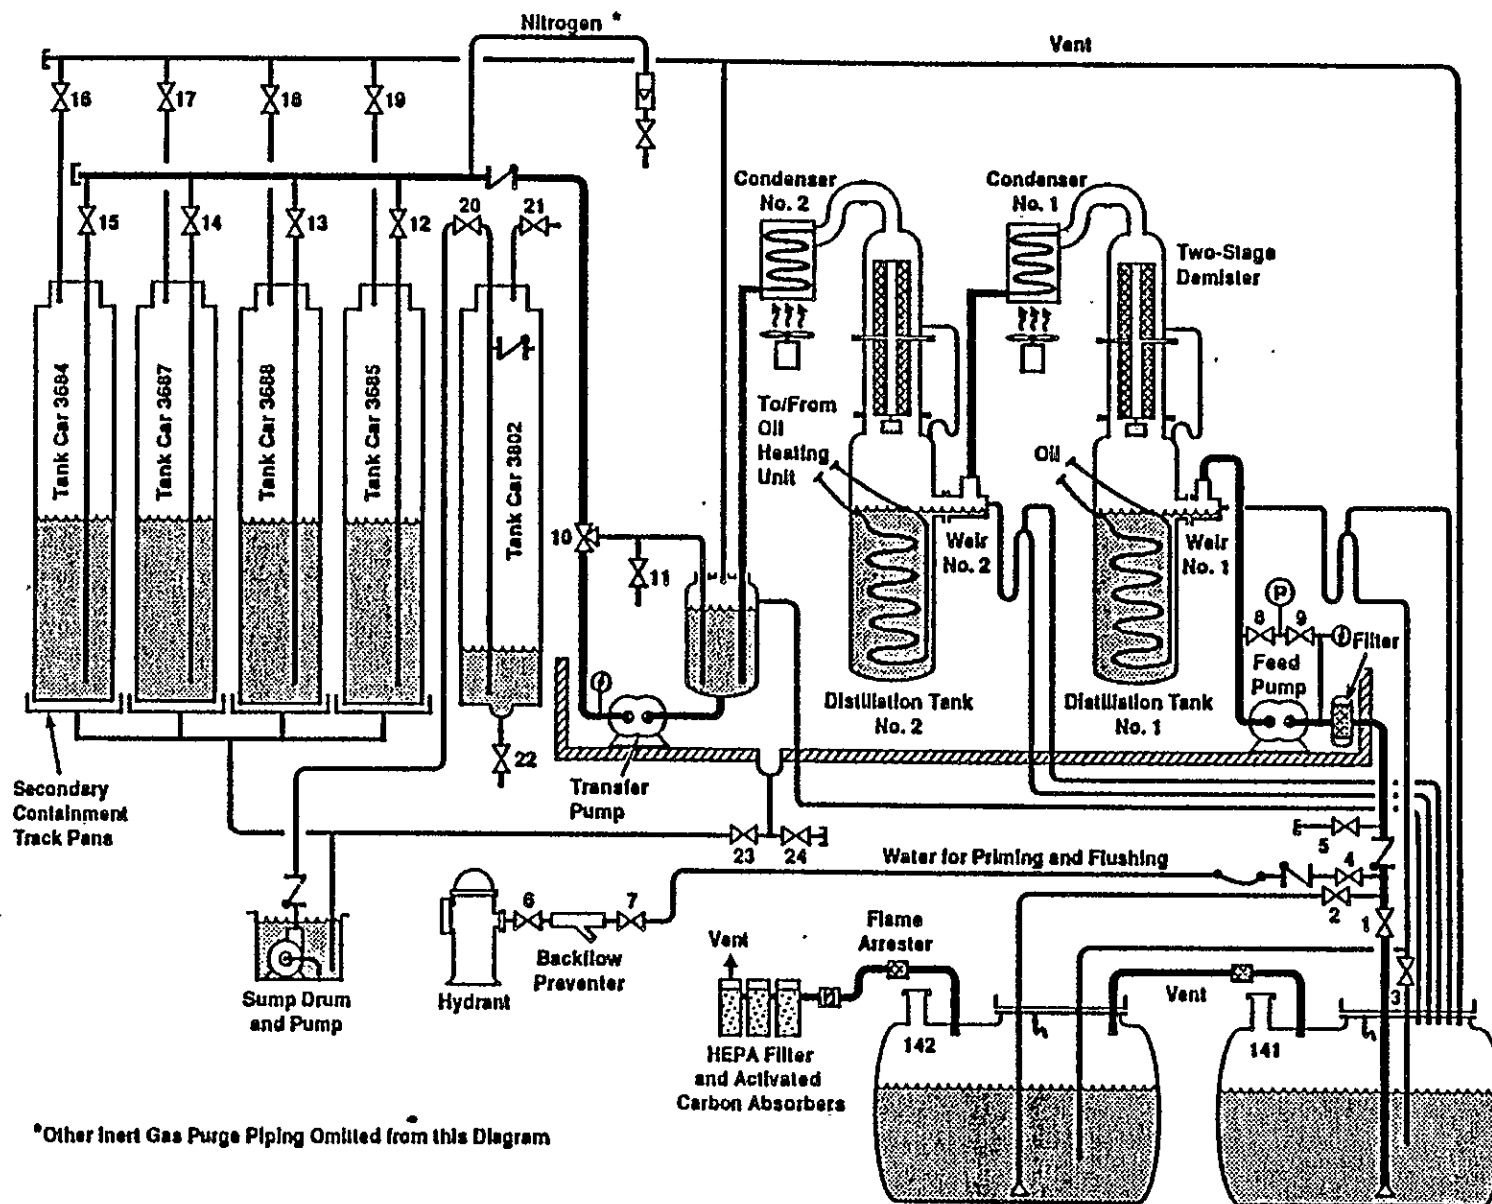 Nitrogen *
Vent
16
17
18
19
15
14
13
12
20
21
Condenser
No. 2
Condenser
No. 1
Two-Stage
Demister
Tank Car 3684
Tank Car 3687
Tank Car 3688
Tank Car 3685
Tank Car 3802
To/From
Oil
Heating
Unit
Oil
10
11
Weir
No. 2
Weir
No. 1
P
8
9
Filter
Feed
Pump
Distillation Tank
No. 2
Distillation Tank
No. 1
22
Transfer
Pump
Secondary
Containment
Track Pans
23
24
5
4
Water for Priming and Flushing
2
1
6
7
Backflow
Preventer
Hydrant
Sump Drum
and Pump
Flame
Arrester
Vent
Vent
3
142
141
HEPA Filter
and Activated
Carbon Absorbers
*Other Inert Gas Purge Piping Omitted from this Diagram